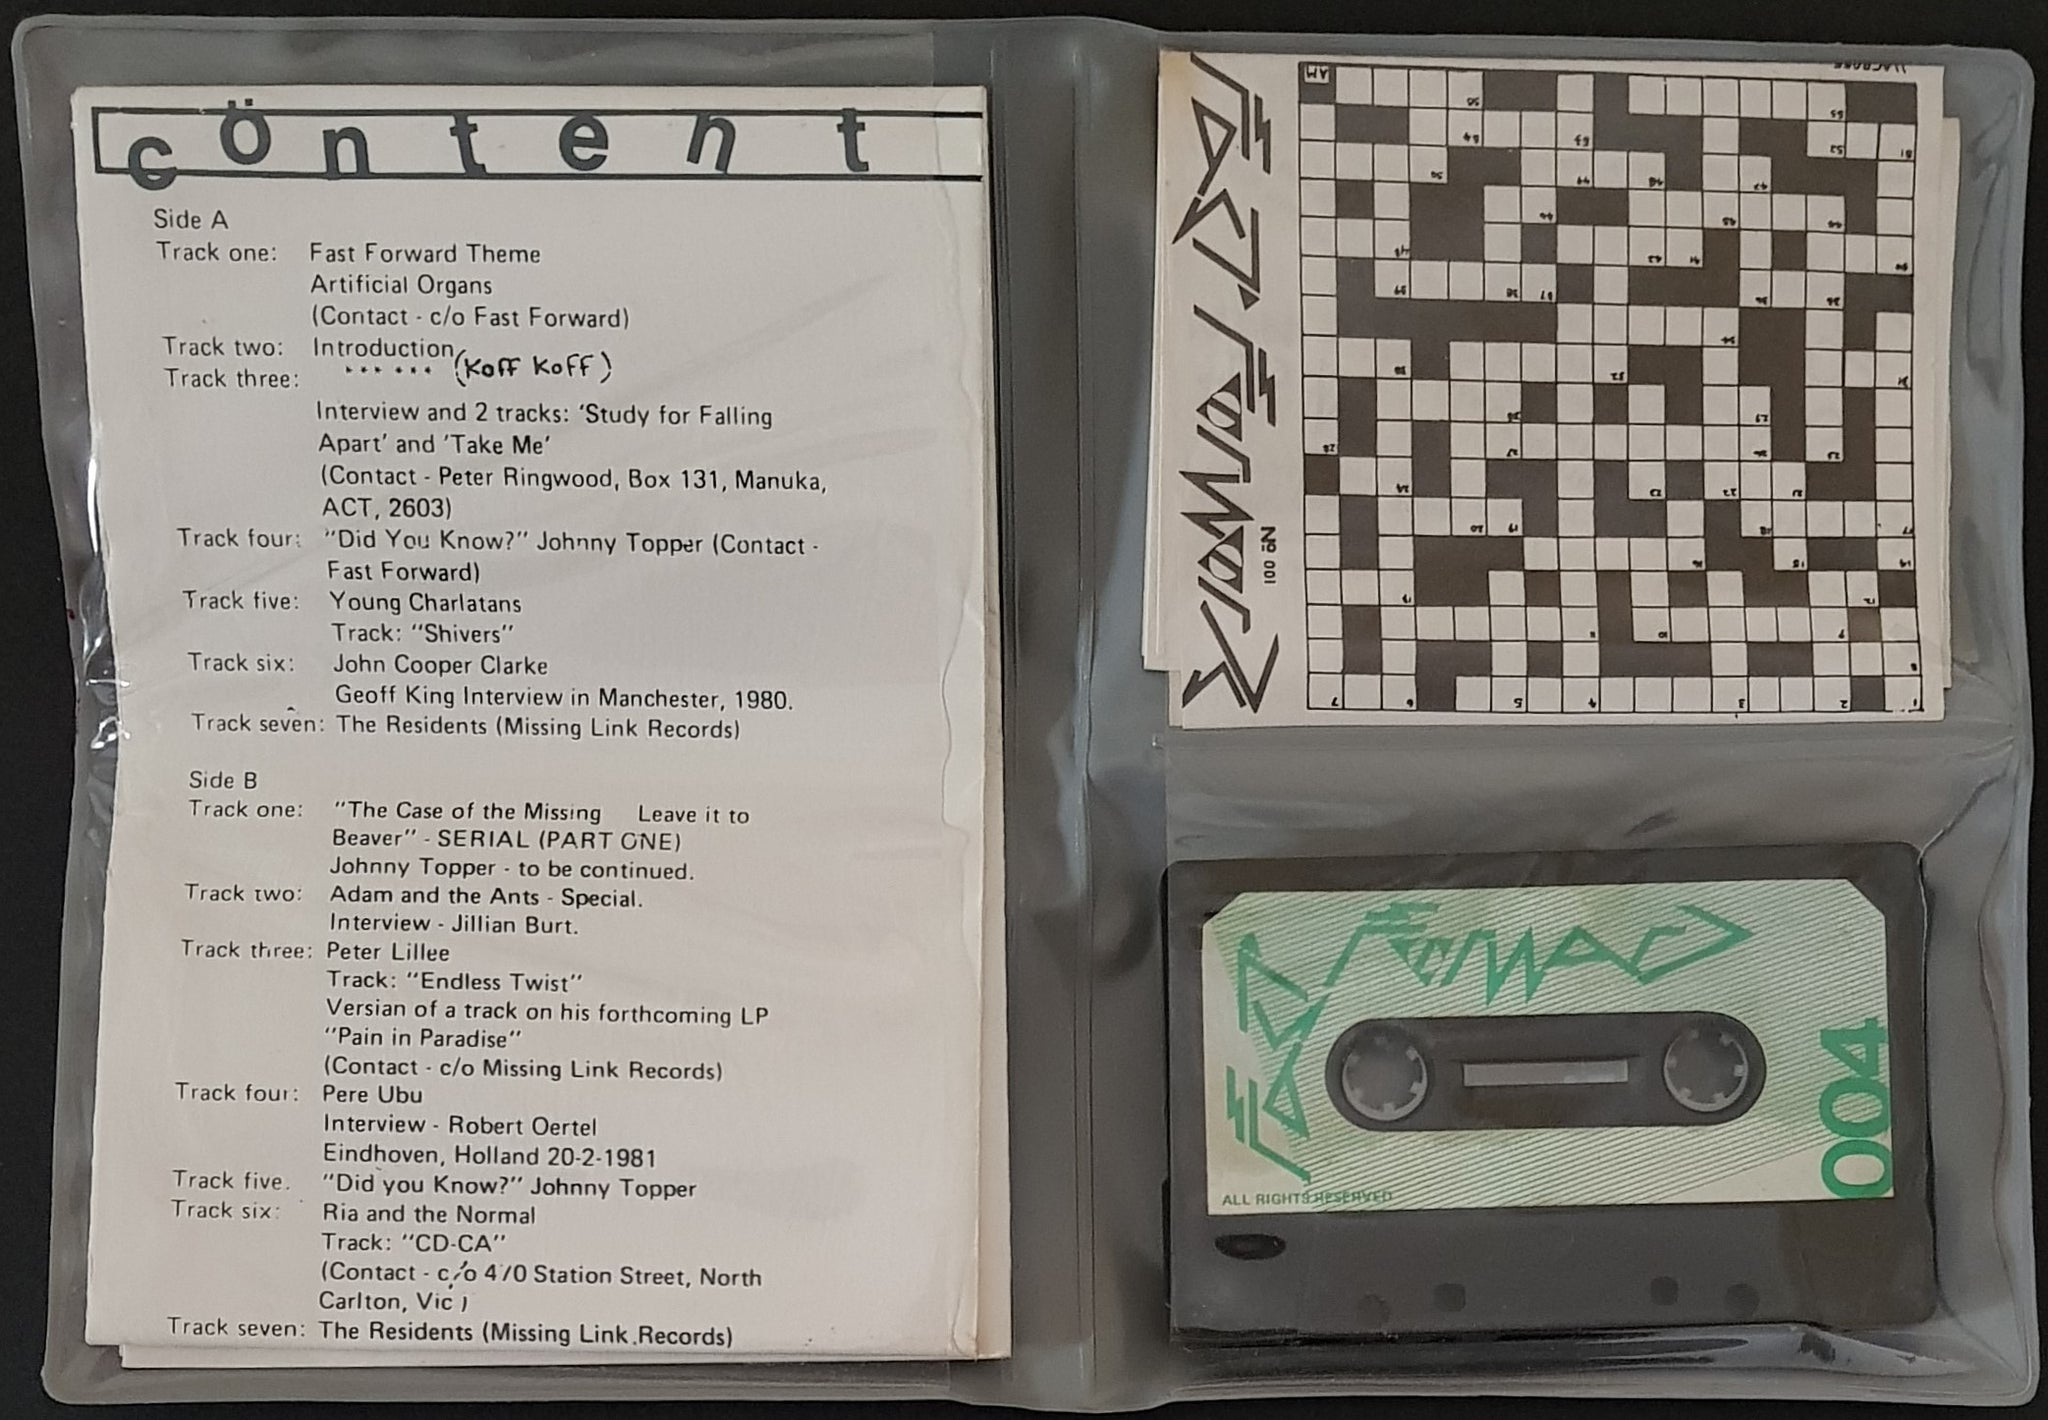 cöntent
Side A
Track one: Fast Forward Theme
Artificial Organs
(Contact - c/o Fast Forward)
Track two: Introduction
Track three: ...... (Koff Koff)
Interview and 2 tracks: 'Study for Falling
Apart' and 'Take Me'
(Contact - Peter Ringwood, Box 131, Manuka,
ACT, 2603)
Track four: "Did You Know?" Johnny Topper (Contact -
Fast Forward)
Track five: Young Charlatans
Track: "Shivers"
Track six: John Cooper Clarke
Geoff King Interview in Manchester, 1980.
Track seven: The Residents (Missing Link Records)
Side B
Track one: "The Case of the Missing Leave it to
Beaver" - SERIAL (PART ONE)
Johnny Topper - to be continued.
Track two: Adam and the Ants - Special.
Interview - Jillian Burt.
Track three: Peter Lillee
Track: "Endless Twist"
Versian of a track on his forthcoming LP
"Pain in Paradise"
(Contact - c/o Missing Link Records)
Track four: Pere Ubu
Interview - Robert Oertel
Eindhoven, Holland 20-2-1981
Track five. "Did you Know?" Johnny Topper
Track six: Ria and the Normal
Track: "CD-CA"
(Contact - c/o Station Street, North
Carlton, Vic)
Track seven: The Residents (Missing Link Records)
FAST FORWARD
No 001
AM
FAST FORWARD
004
ALL RIGHTS RESERVED